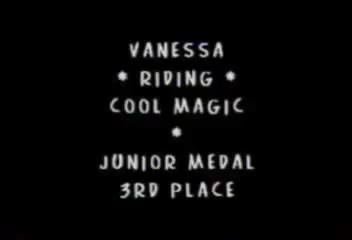 VANESSA
* RIDING *
COOL MAGIC
*
JUNIOR MEDAL
3RD PLACE